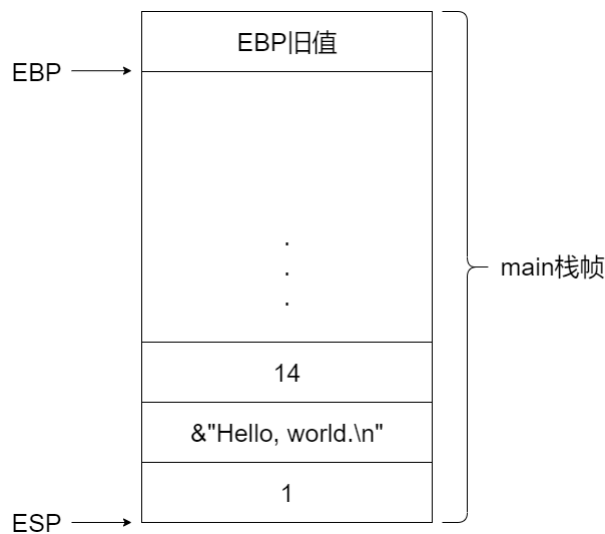 EBP旧值
EBP
.
.
.
main栈帧
14
&"Hello, world.\n"
1
ESP